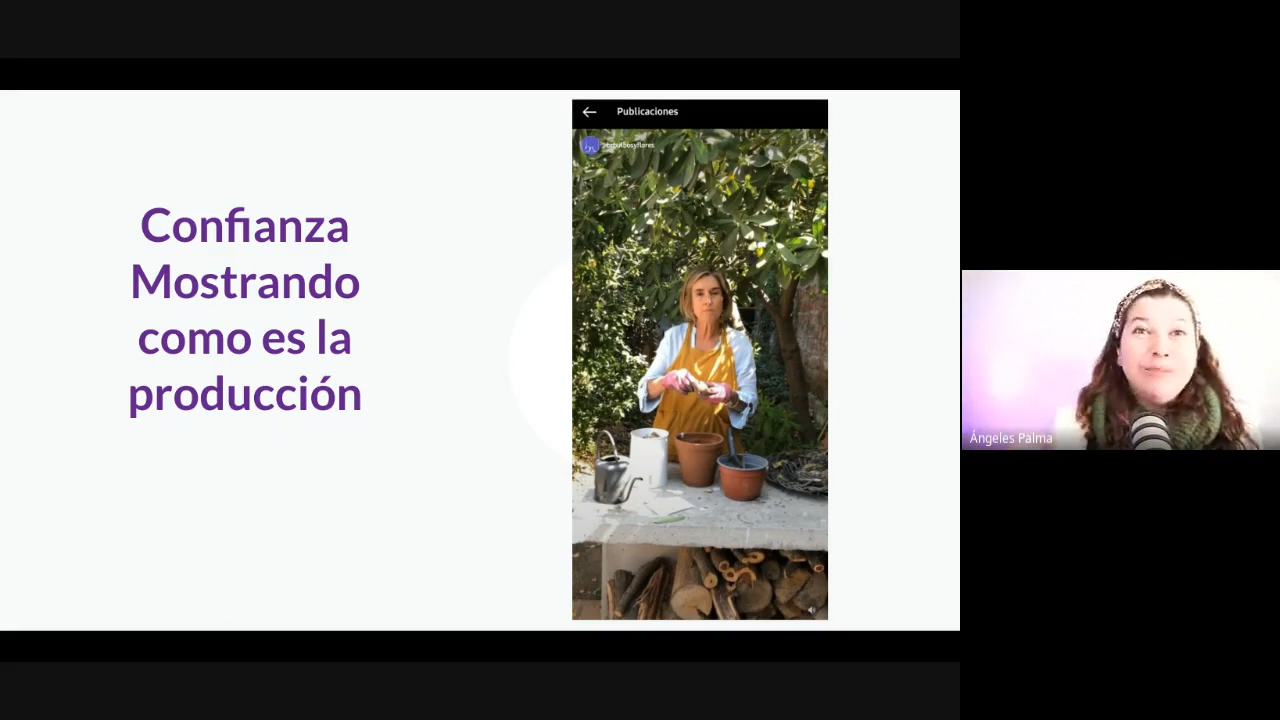 Confianza
Mostrando
como es la
producción
Publicaciones
Ángeles Palma